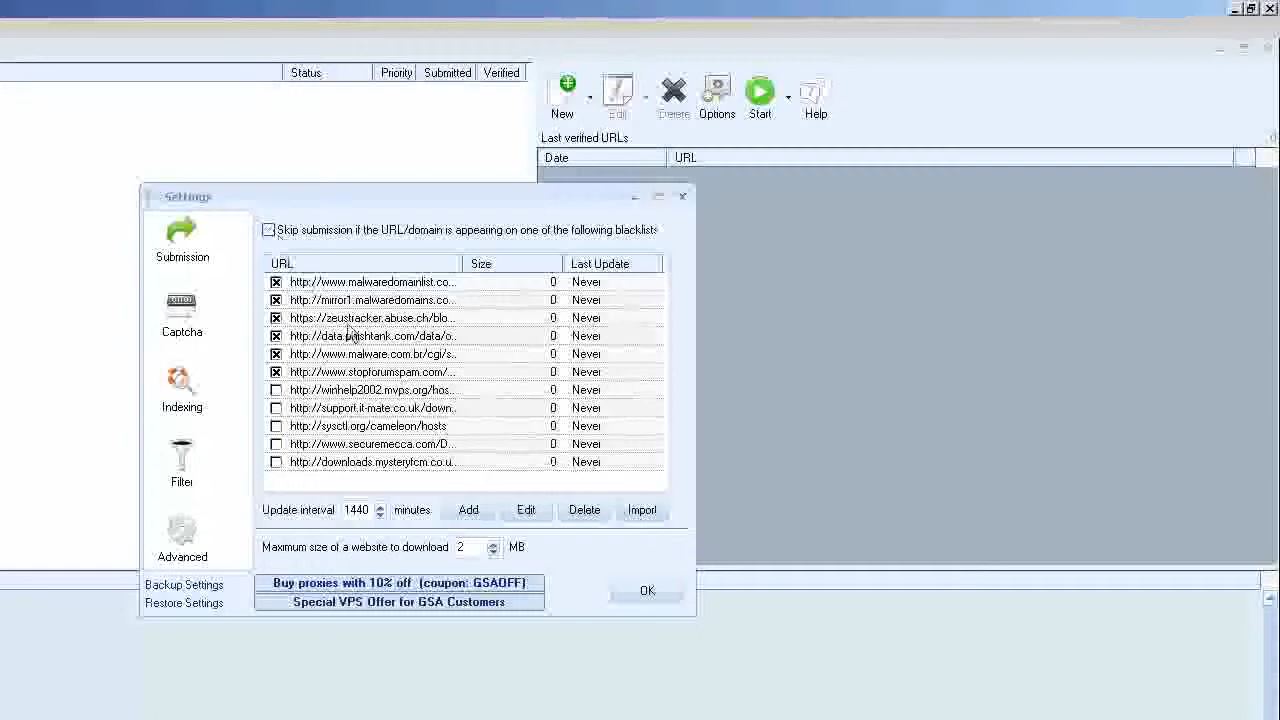 Status Priority Submitted Verified
New Edit Delete Options Start Help
Last verified URLs
Date URL
Settings
Submission
Captcha
Indexing
Filter
Advanced
Backup Settings
Restore Settings
Skip submission if the URL/domain is appearing on one of the following blacklists
URL Size Last Update
http://www.malwaredomainlist.co... 0 Never
http://mirror1.malwaredomains.co... 0 Never
https://zeustracker.abuse.ch/blo... 0 Never
http://data.phishtank.com/data/o... 0 Never
http://www.malware.com.br/cgi/s... 0 Never
http://www.stopforumspam.com/... 0 Never
http://winhelp2002.mvps.org/hos... 0 Never
http://support.it-mate.co.uk/down... 0 Never
http://sysctl.org/cameleon/hosts 0 Never
http://www.securemecca.com/D... 0 Never
http://downloads.mysteryfcm.co.u... 0 Never
Update interval 1440 minutes Add Edit Delete Import
Maximum size of a website to download 2 MB
Buy proxies with 10% off (coupon: GSAOFF)
Special VPS Offer for GSA Customers
OK